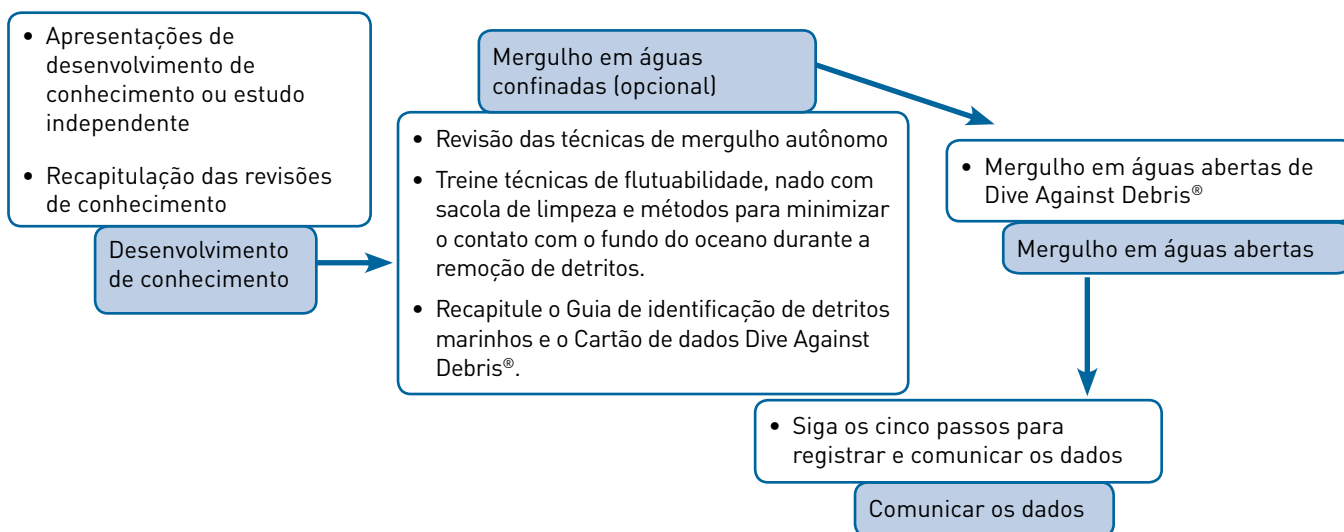 • Apresentações de
desenvolvimento de
conhecimento ou estudo
independente
• Recapitulação das revisões
de conhecimento
Desenvolvimento
de conhecimento
Mergulho em águas
confinadas (opcional)
• Revisão das técnicas de mergulho autônomo
• Treine técnicas de flutuabilidade, nado com
sacola de limpeza e métodos para minimizar
o contato com o fundo do oceano durante a
remoção de detritos.
• Recapitule o Guia de identificação de detritos
marinhos e o Cartão de dados Dive Against
Debris®.
• Mergulho em águas abertas de
Dive Against Debris®
Mergulho em águas abertas
• Siga os cinco passos para
registrar e comunicar os dados
Comunicar os dados